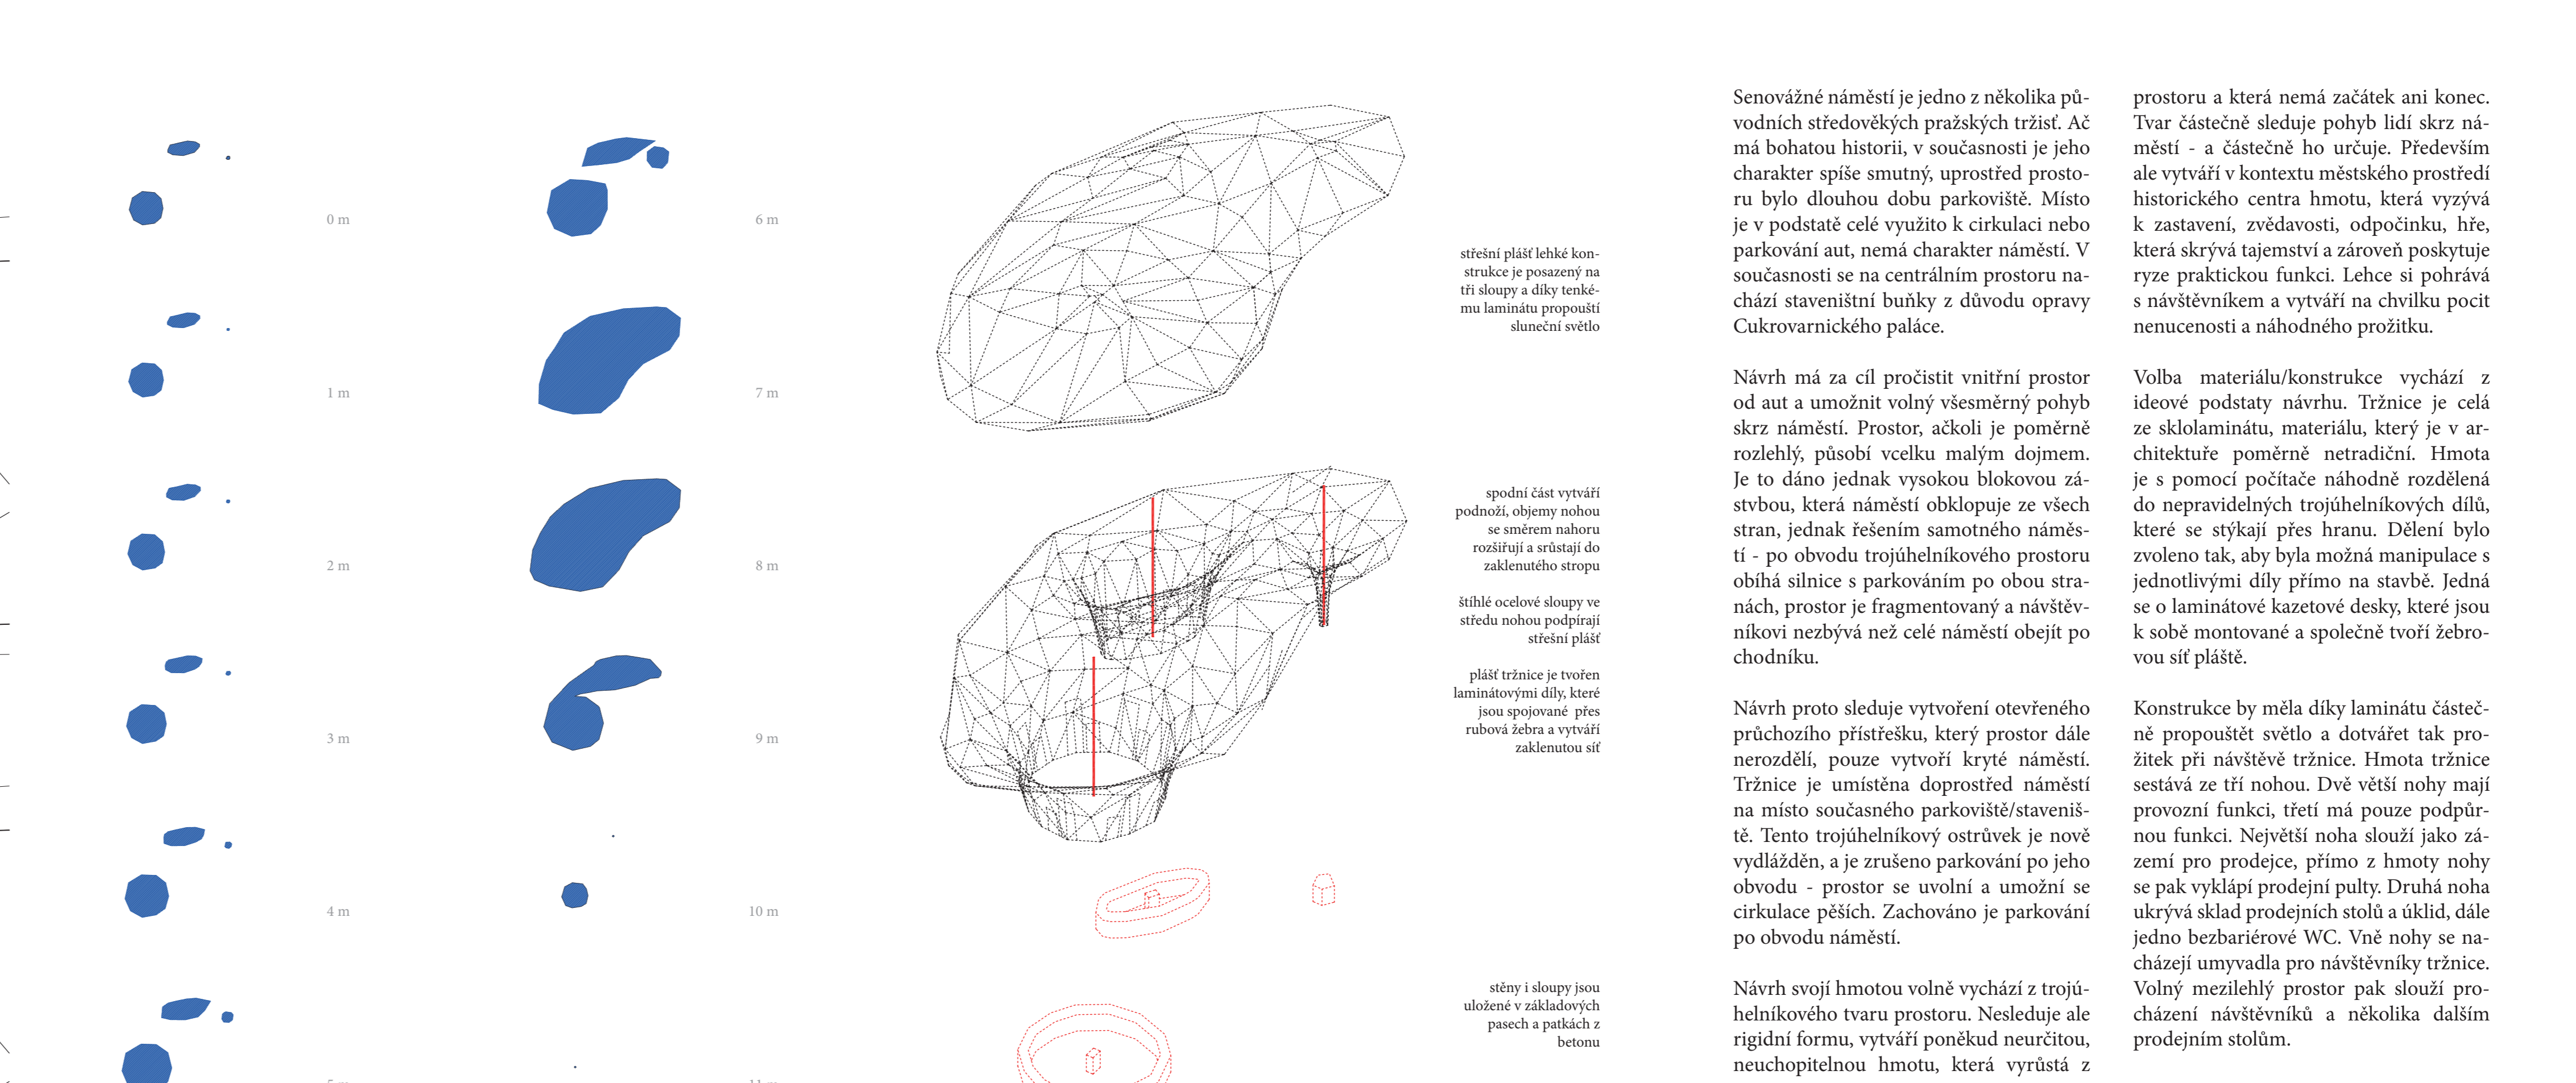 0 m
1 m
2 m
3 m
4 m
6 m
7 m
8 m
9 m
10 m
střešní plášť lehké kon-
strukce je posazený na
tři sloupy a díky tenké-
mu laminátu propouští
sluneční světlo
spodní část vytváří
podnoží, objemy nohou
se směrem nahoru
rozšiřují a srůstají do
zaklenutého stropu
štíhlé ocelové sloupy ve
středu nohou podpírají
střešní plášť
plášť tržnice je tvořen
laminátovými díly, které
jsou spojované přes
rubová žebra a vytváří
zaklenutou síť
stěny i sloupy jsou
uložené v základových
pasech a patkách z
betonu
Senovážné náměstí je jedno z několika pů-
vodních středověkých pražských tržisť. Ač
má bohatou historii, v současnosti je jeho
charakter spíše smutný, uprostřed prosto-
ru bylo dlouhou dobu parkoviště. Místo
je v podstatě celé využito k cirkulaci nebo
parkování aut, nemá charakter náměstí. V
současnosti se na centrálním prostoru na-
chází staveništní buňky z důvodu opravy
Cukrovarnického paláce.
Návrh má za cíl pročistit vnitřní prostor
od aut a umožnit volný všesměrný pohyb
skrz náměstí. Prostor, ačkoli je poměrně
rozlehlý, působí vcelku malým dojmem.
Je to dáno jednak vysokou blokovou zá-
stvbou, která náměstí obklopuje ze všech
stran, jednak řešením samotného náměs-
tí - po obvodu trojúhelníkového prostoru
obíhá silnice s parkováním po obou stra-
nách, prostor je fragmentovaný a návštěv-
níkovi nezbývá než celé náměstí obejít po
chodníku.
Návrh proto sleduje vytvoření otevřeného
průchozího přístřešku, který prostor dále
nerozdělí, pouze vytvoří kryté náměstí.
Tržnice je umístěna doprostřed náměstí
na místo současného parkoviště/staveniš-
tě. Tento trojúhelníkový ostrůvek je nově
vydlážděn, a je zrušeno parkování po jeho
obvodu - prostor se uvolní a umožní se
cirkulace pěších. Zachováno je parkování
po obvodu náměstí.
Návrh svojí hmotou volně vychází z trojú-
helníkového tvaru prostoru. Nesleduje ale
rigidní formu, vytváří poněkud neurčitou,
neuchopitelnou hmotu, která vyrůstá z
prostoru a která nemá začátek ani konec.
Tvar částečně sleduje pohyb lidí skrz ná-
městí - a částečně ho určuje. Především
ale vytváří v kontextu městského prostředí
historického centra hmotu, která vyzývá
k zastavení, zvědavosti, odpočinku, hře,
která skrývá tajemství a zároveň poskytuje
ryze praktickou funkci. Lehce si pohrává
s návštěvníkem a vytváří na chvilku pocit
nenucenosti a náhodného prožitku.
Volba materiálu/konstrukce vychází z
ideové podstaty návrhu. Tržnice je celá
ze sklolaminátu, materiálu, který je v ar-
chitektuře poměrně netradiční. Hmota
je s pomocí počítače náhodně rozdělená
do nepravidelných trojúhelníkových dílů,
které se stýkají přes hranu. Dělení bylo
zvoleno tak, aby byla možná manipulace s
jednotlivými díly přímo na stavbě. Jedná
se o laminátové kazetové desky, které jsou
k sobě montované a společně tvoří žebro-
vou síť pláště.
Konstrukce by měla díky laminátu částeč-
ně propouštět světlo a dotvářet tak pro-
žitek při návštěvě tržnice. Hmota tržnice
sestává ze tří nohou. Dvě větší nohy mají
provozní funkci, třetí má pouze podpůr-
nou funkci. Největší noha slouží jako zá-
zemí pro prodejce, přímo z hmoty nohy
se pak vyklápí prodejní pulty. Druhá noha
ukrývá sklad prodejních stolů a úklid, dále
jedno bezbariérové WC. Vně nohy se na-
cházejí umyvadla pro návštěvníky tržnice.
Volný mezilehlý prostor pak slouží pro-
cházení návštěvníků a několika dalším
prodejním stolům.